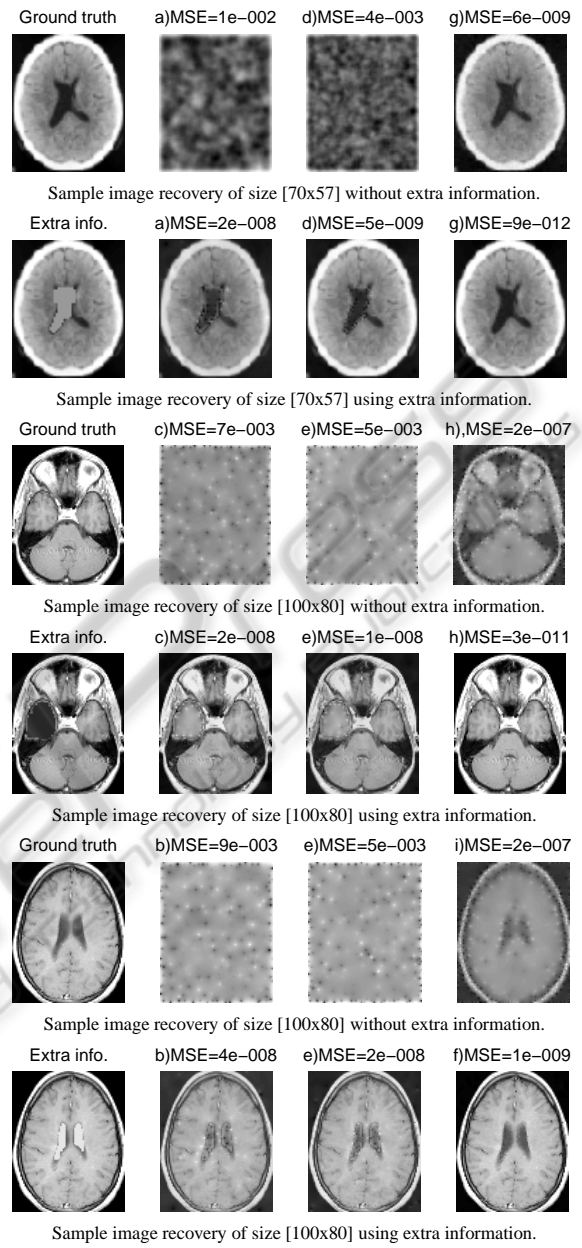 Ground truth a)MSE=1e−002 d)MSE=4e−003 g)MSE=6e−009
Sample image recovery of size [70x57] without extra information.
Extra info. a)MSE=2e−008 d)MSE=5e−009 g)MSE=9e−012
Sample image recovery of size [70x57] using extra information.
Ground truth c)MSE=7e−003 e)MSE=5e−003 h),MSE=2e−007
Sample image recovery of size [100x80] without extra information.
Extra info. c)MSE=2e−008 e)MSE=1e−008 h)MSE=3e−011
Sample image recovery of size [100x80] using extra information.
Ground truth b)MSE=9e−003 e)MSE=5e−003 i)MSE=2e−007
Sample image recovery of size [100x80] without extra information.
Extra info. b)MSE=4e−008 e)MSE=2e−008 f)MSE=1e−009
Sample image recovery of size [100x80] using extra information.